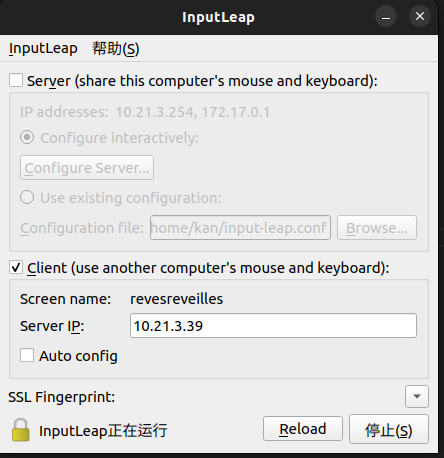 InputLeap
InputLeap 帮助(S)
Server (share this computer's mouse and keyboard):
IP addresses: 10.21.3.254, 172.17.0.1
Configure interactively:
Configure Server...
Use existing configuration:
Configuration file: home/kan/input-leap.conf Browse...
Client (use another computer's mouse and keyboard):
Screen name: revesreveilles
Server IP: 10.21.3.39
Auto config
SSL Fingerprint:
InputLeap正在运行 Reload 停止(S)